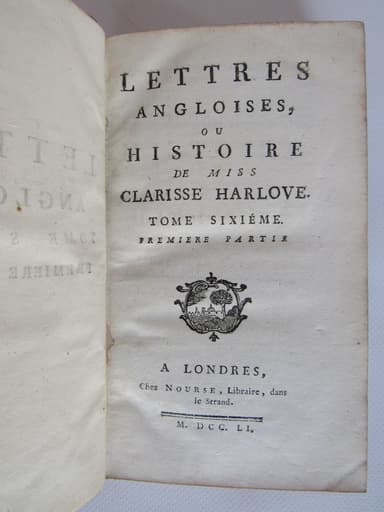 LETTRES
ANGLOISES,
OU
HISTOIRE
DE MISS
CLARISSE HARLOVE.
TOME SIXIÉME.
PREMIERE PARTIE
A LONDRES,
Chez NOURSE, Libraire, dans
le Strand.
M. DCC. LI.